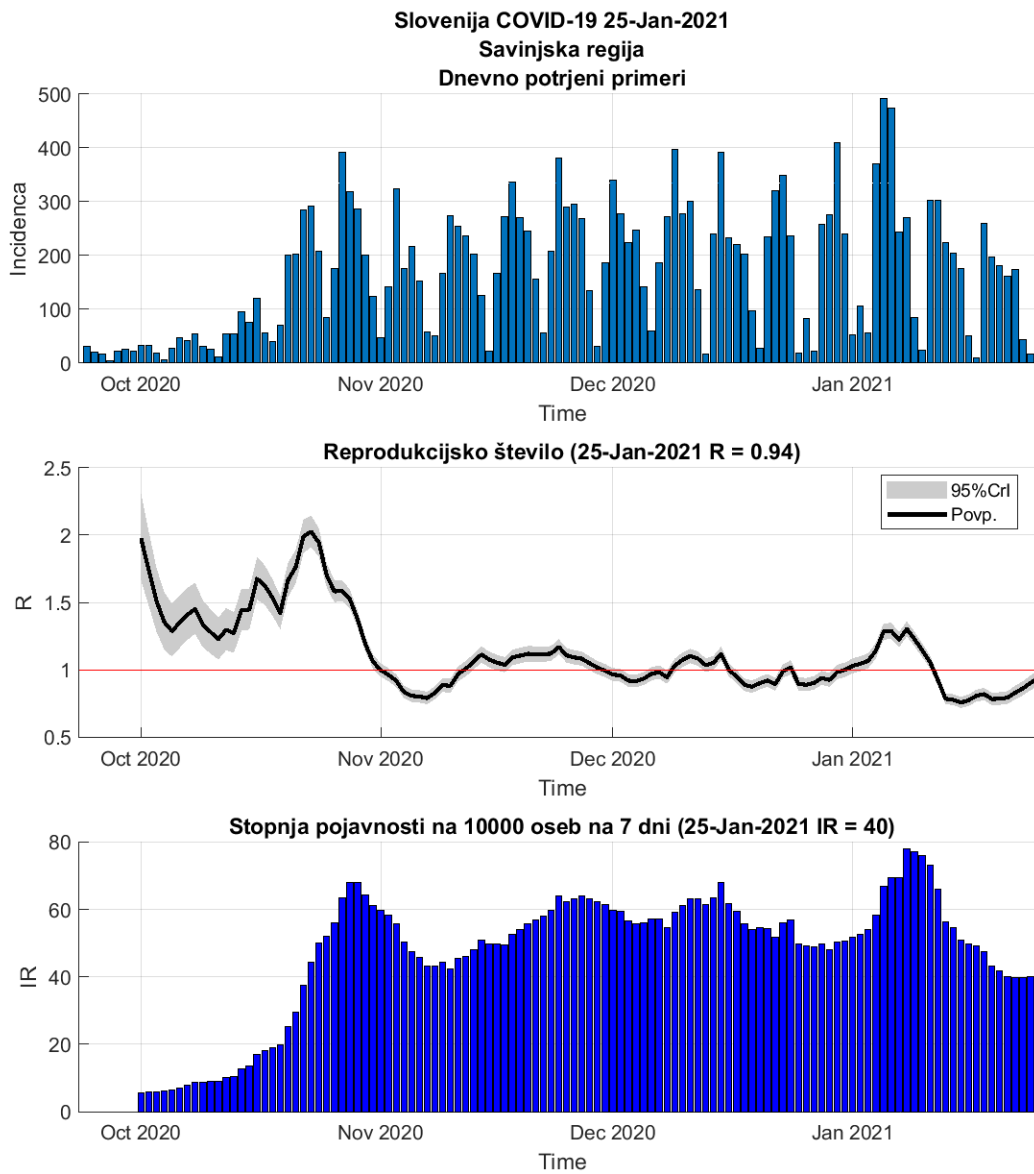 Slovenija COVID-19 25-Jan-2021
Savinjska regija
Dnevno potrjeni primeri
500
400
300
200
100
0
Incidenca
Oct 2020 Nov 2020 Dec 2020 Jan 2021
Time
Reprodukcijsko število (25-Jan-2021 R = 0.94)
2.5
2
1.5
1
0.5
R
95%CrI
Povp.
Oct 2020 Nov 2020 Dec 2020 Jan 2021
Time
Stopnja pojavnosti na 10000 oseb na 7 dni (25-Jan-2021 IR = 40)
80
60
40
20
0
IR
Oct 2020 Nov 2020 Dec 2020 Jan 2021
Time